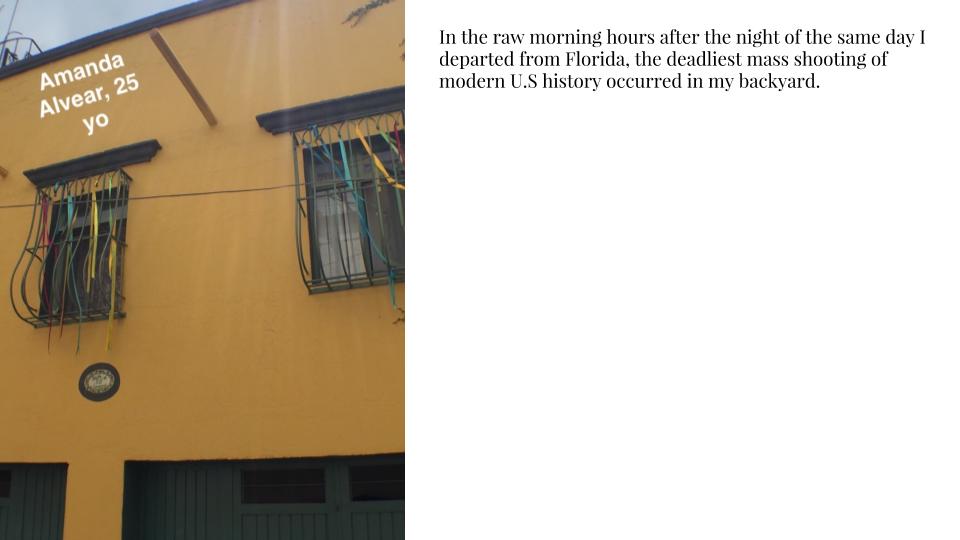 Amanda
Alvear, 25
yo
In the raw morning hours after the night of the same day I
departed from Florida, the deadliest mass shooting of
modern U.S history occurred in my backyard.